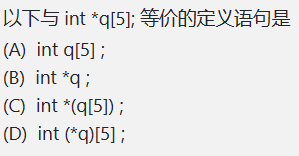 以下与 int *q[5]; 等价的定义语句是
(A) int q[5] ;
(B) int *q ;
(C) int *(q[5]) ;
(D) int (*q)[5] ;